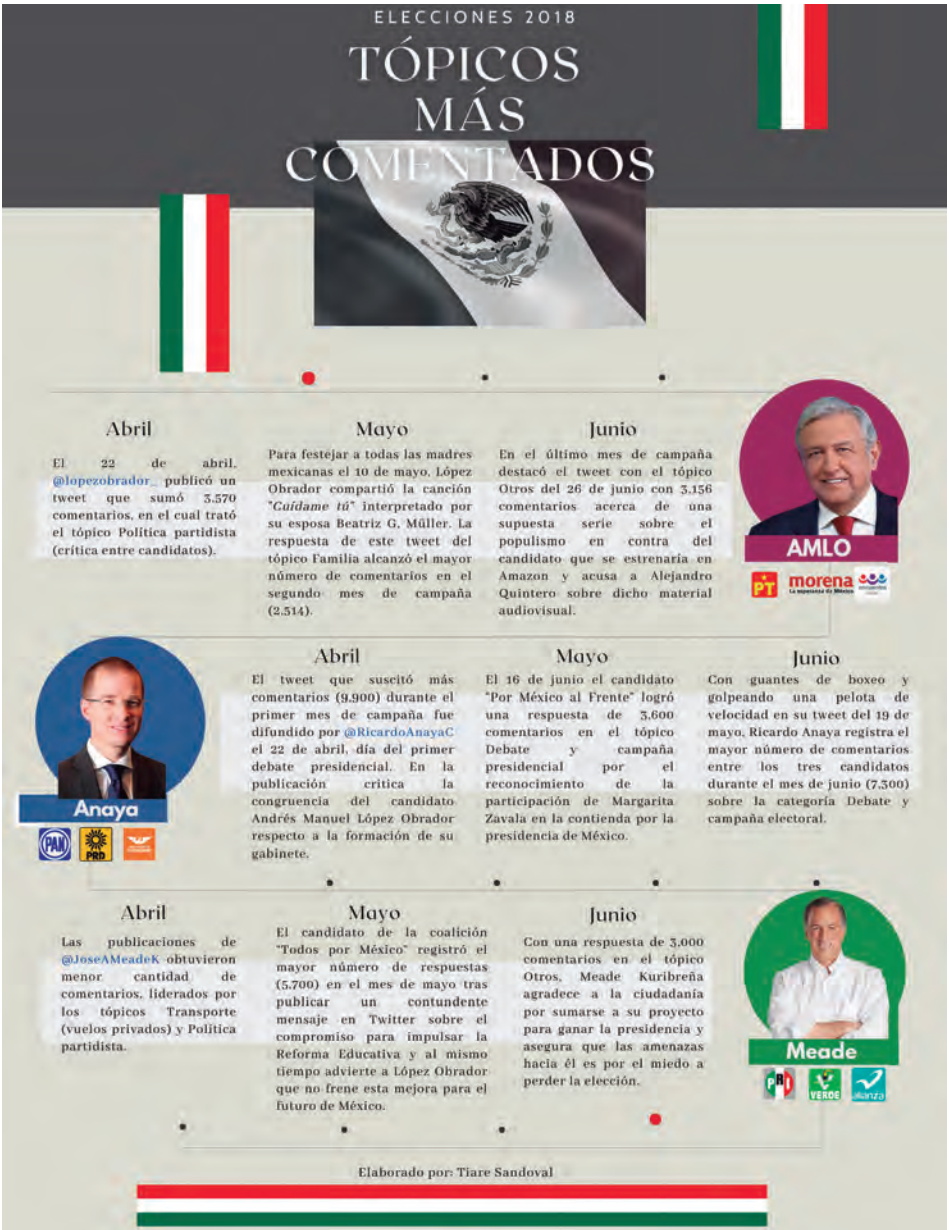 ELECCIONES 2018
TÓPICOS
MÁS
COMENTADOS
Abril
El 22 de abril,
@lopezobrador_ publicó un
tweet que sumó 3.570
comentarios, en el cual trató
el tópico Política partidista
(crítica entre candidatos).
Mayo
Para festejar a todas las madres
mexicanas el 10 de mayo, López
Obrador compartió la canción
"Cuídame tú" interpretado por
su esposa Beatriz G. Müller. La
respuesta de este tweet del
tópico Familia alcanzó el mayor
número de comentarios en el
segundo mes de campaña
(2.514).
Junio
En el último mes de campaña
destacó el tweet con el tópico
Otros del 26 de junio con 3.156
comentarios acerca de una
supuesta serie sobre el
populismo en contra del
candidato que se estrenaría en
Amazon y acusa a Alejandro
Quintero sobre dicho material
audiovisual.
AMLO
PT
morena
La esperanza de México
Abril
El tweet que suscitó más
comentarios (9.900) durante el
primer mes de campaña fue
difundido por @RicardoAnayaC
el 22 de abril, día del primer
debate presidencial. En la
publicación critica la
congruencia del candidato
Andrés Manuel López Obrador
respecto a la formación de su
gabinete.
Mayo
El 16 de junio el candidato
"Por México al Frente" logró
una respuesta de 3.600
comentarios en el tópico
Debate y campaña
presidencial por el
reconocimiento de la
participación de Margarita
Zavala en la contienda por la
presidencia de México.
Junio
Con guantes de boxeo y
golpeando una pelota de
velocidad en su tweet del 19 de
mayo, Ricardo Anaya registra el
mayor número de comentarios
entre los tres candidatos
durante el mes de junio (7,300)
sobre la categoría Debate y
campaña electoral.
Anaya
PAN
PRD
Abril
Las publicaciones de
@JoseAMeadeK obtuvieron
menor cantidad de
comentarios, liderados por
los tópicos Transporte
(vuelos privados) y Política
partidista.
Mayo
El candidato de la coalición
"Todos por México" registró el
mayor número de respuestas
(5.700) en el mes de mayo tras
publicar un contundente
mensaje en Twitter sobre el
compromiso para impulsar la
Reforma Educativa y al mismo
tiempo advierte a López Obrador
que no frene esta mejora para el
futuro de México.
Junio
Con una respuesta de 3,000
comentarios en el tópico
Otros, Meade Kuribreña
agradece a la ciudadanía
por sumarse a su proyecto
para ganar la presidencia y
asegura que las amenazas
hacia él es por el miedo a
perder la elección.
Meade
PRI
VERDE
alianza
Elaborado por: Tiare Sandoval